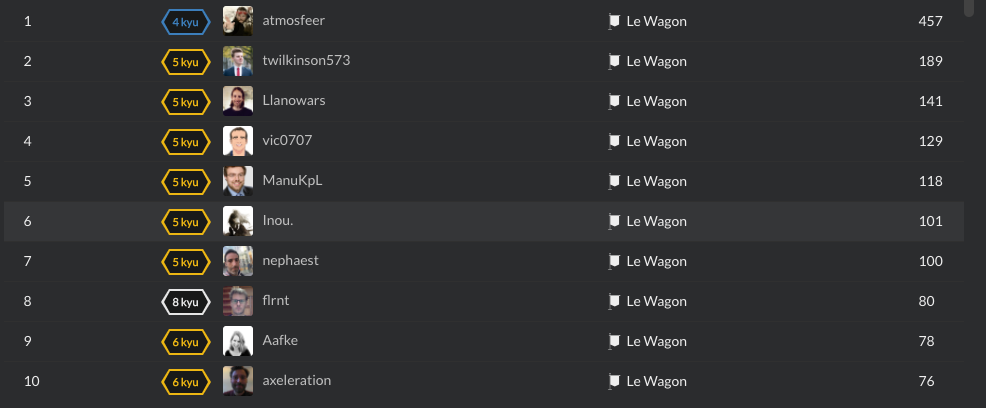 1 4 kyu atmosfeer Le Wagon 457
2 5 kyu twilkinson573 Le Wagon 189
3 5 kyu Llanowars Le Wagon 141
4 5 kyu vic0707 Le Wagon 129
5 5 kyu ManuKpL Le Wagon 118
6 5 kyu Inou. Le Wagon 101
7 5 kyu nephaest Le Wagon 100
8 8 kyu flrnt Le Wagon 80
9 6 kyu Aafke Le Wagon 78
10 6 kyu axeleration Le Wagon 76